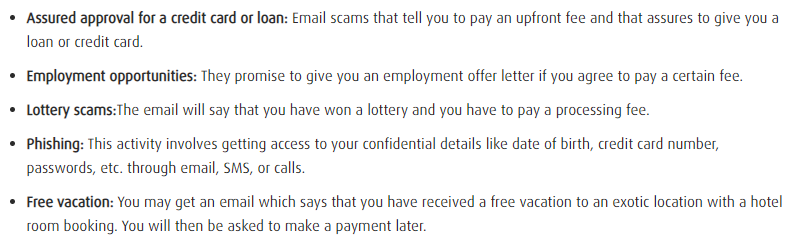 • Assured approval for a credit card or loan: Email scams that tell you to pay an upfront fee and that assures to give you a
loan or credit card.
• Employment opportunities: They promise to give you an employment offer letter if you agree to pay a certain fee.
• Lottery scams:The email will say that you have won a lottery and you have to pay a processing fee.
• Phishing: This activity involves getting access to your confidential details like date of birth, credit card number,
passwords, etc. through email, SMS, or calls.
• Free vacation: You may get an email which says that you have received a free vacation to an exotic location with a hotel
room booking. You will then be asked to make a payment later.